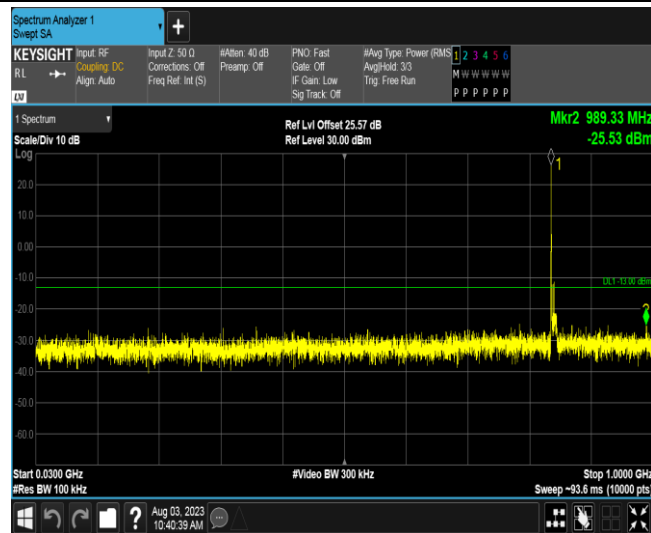 Spectrum Analyzer 1
Swept SA
KEYSIGHT
RL
LXI
Input: RF
Coupling: DC
Align: Auto
Input Z: 50 Ω
Corrections: Off
Freq Ref: Int (S)
#Atten: 40 dB
Preamp: Off
PNO: Fast
Gate: Off
IF Gain: Low
Sig Track: Off
#Avg Type: Power (RMS
Avg|Hold: 3/3
Trig: Free Run
1 2 3 4 5 6
M W W W W W
P P P P P P
1 Spectrum
Scale/Div 10 dB
Ref Lvl Offset 25.57 dB
Ref Level 30.00 dBm
Mkr2 989.33 MHz
-25.53 dBm
Log
1
20.0
10.0
0.00
-10.0
DL1 -13.00 dBm
-20.0
2
-30.0
-40.0
-50.0
-60.0
Start 0.0300 GHz
#Res BW 100 kHz
#Video BW 300 kHz
Stop 1.0000 GHz
Sweep ~93.6 ms (10000 pts)
?
Aug 03, 2023
10:40:39 AM